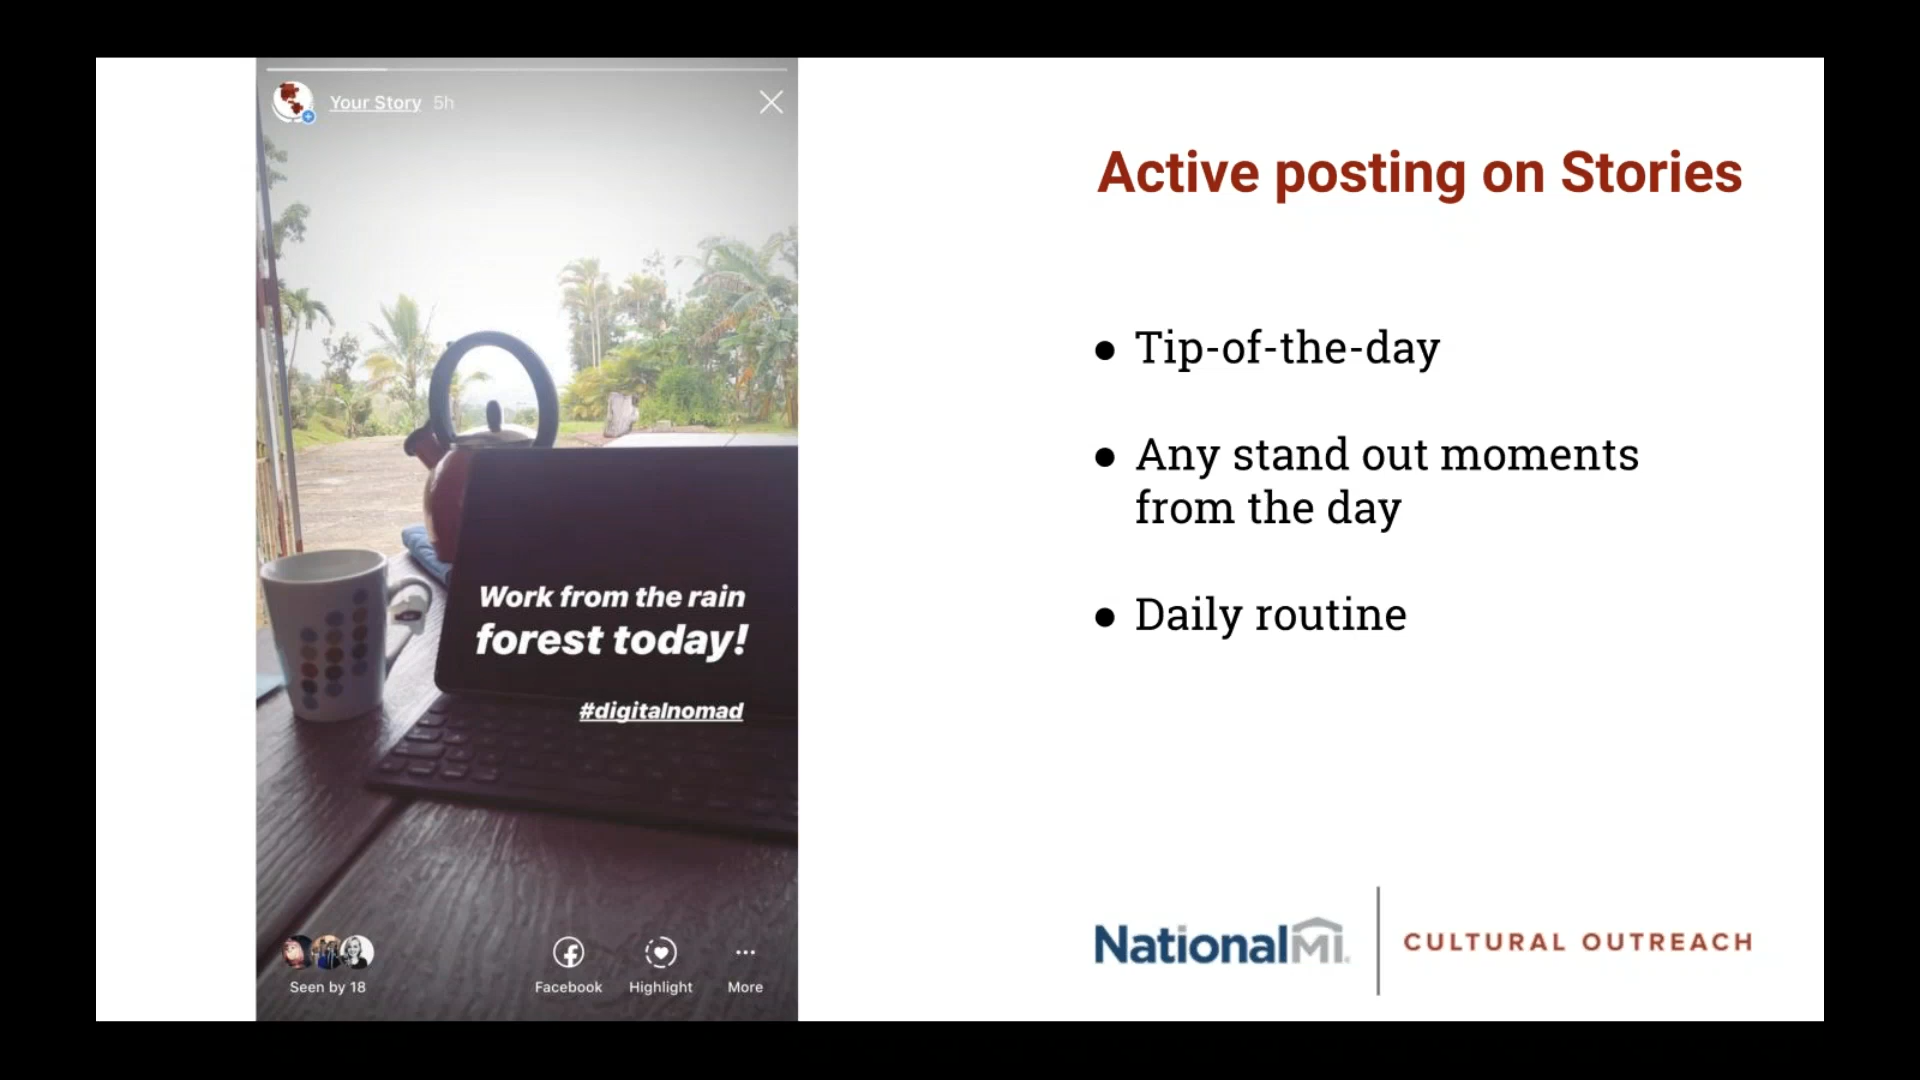 Your Story 5h
Work from the rain
forest today!
#digitalnomad
Seen by 18
Facebook
Highlight
More
Active posting on Stories
● Tip-of-the-day
● Any stand out moments
from the day
● Daily routine
NationalMI.
CULTURAL OUTREACH